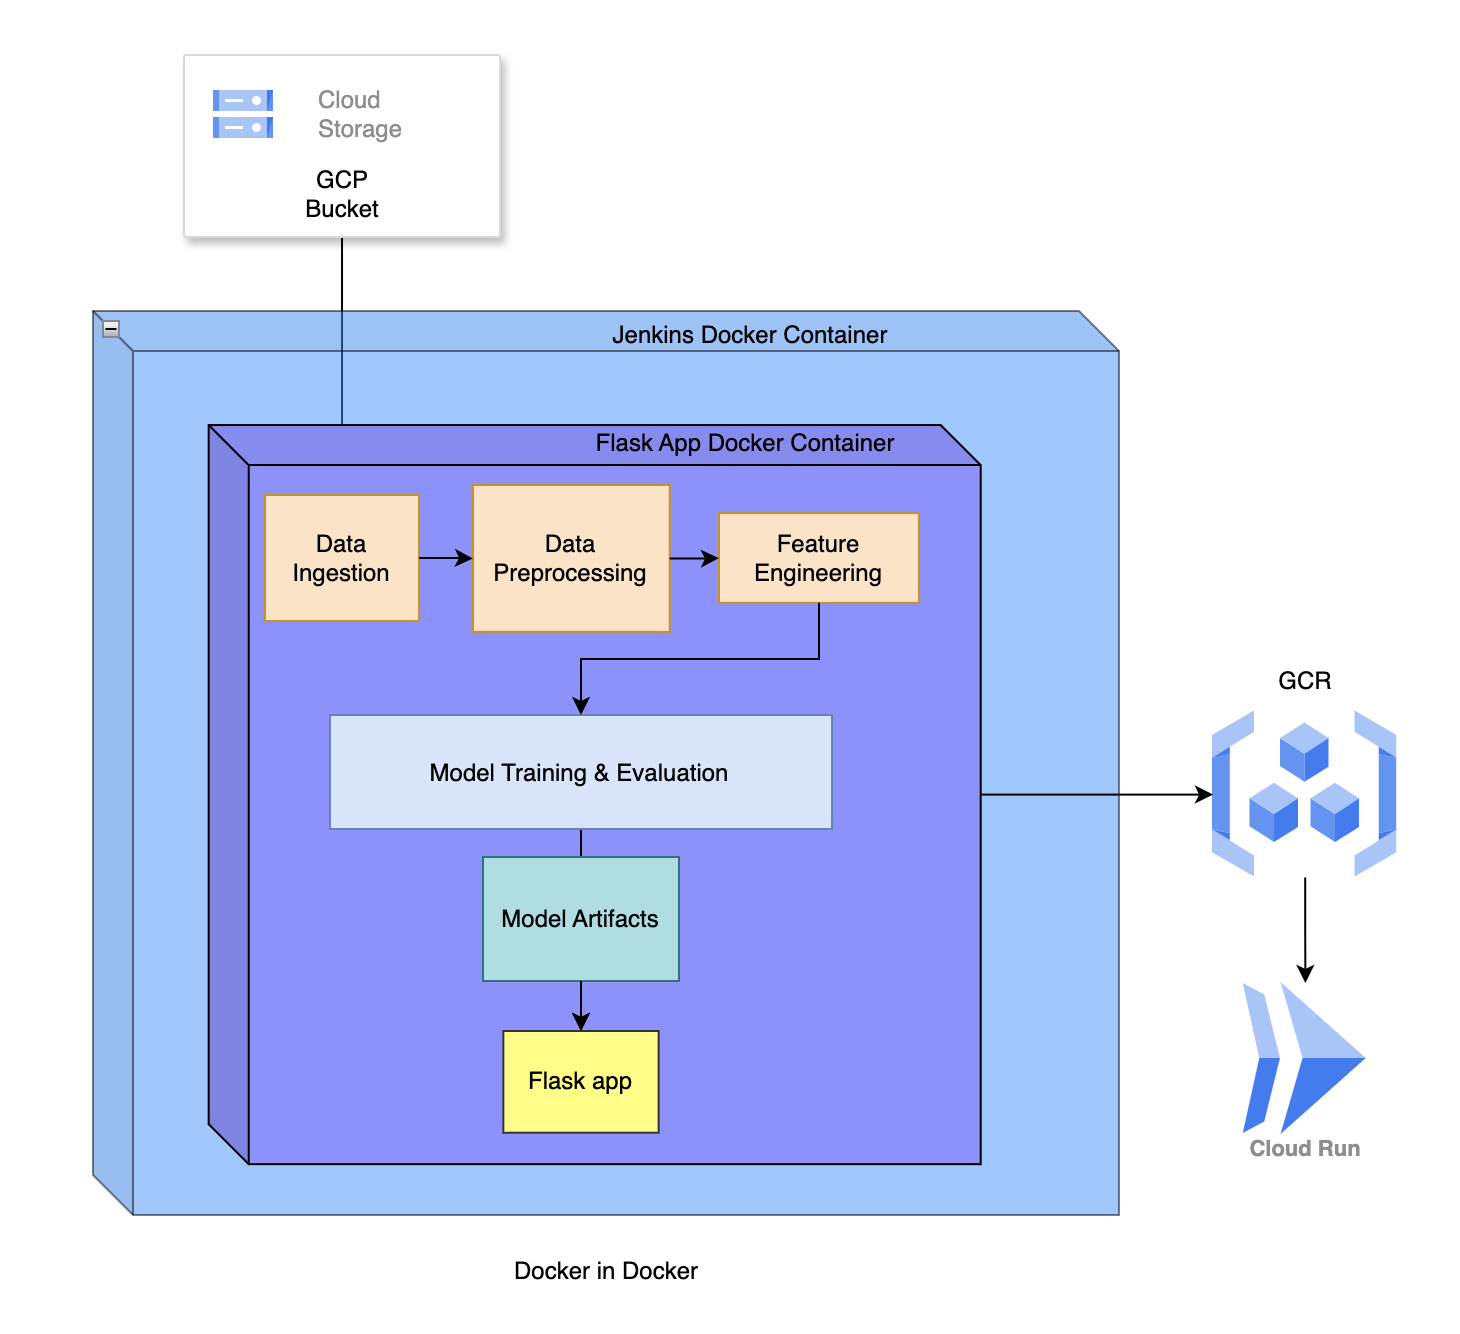 Cloud
Storage
GCP
Bucket
Jenkins Docker Container
Flask App Docker Container
Data
Ingestion
Data
Preprocessing
Feature
Engineering
Model Training & Evaluation
Model Artifacts
Flask app
GCR
Cloud Run
Docker in Docker